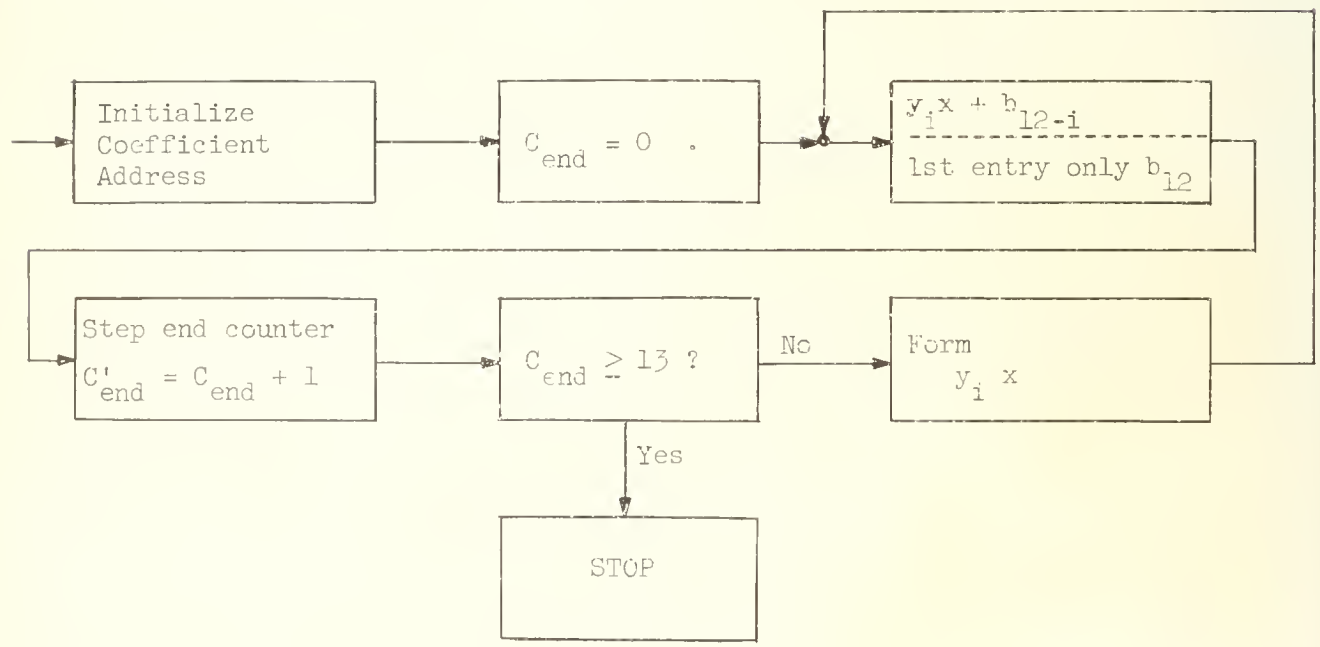 Initialize
Coefficient
Address
C_end = 0 .
y_i x + b_12-i
1st entry only b_12
Step end counter
C'_end = C_end + 1
C_end ≥ 13 ?
No
Form
y_i x
Yes
STOP